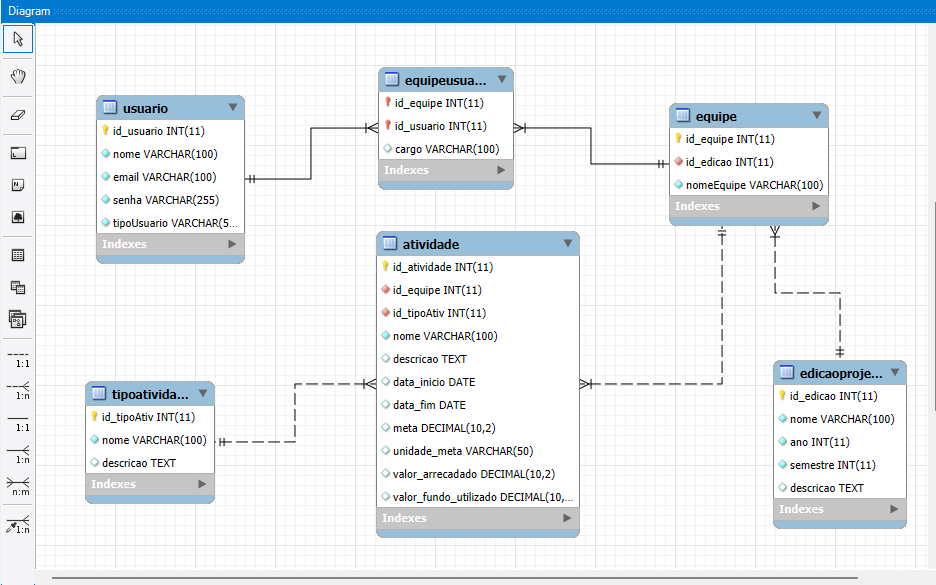 Diagram
usuario
id_usuario INT(11)
nome VARCHAR(100)
email VARCHAR(100)
senha VARCHAR(255)
tipoUsuario VARCHAR(5...
Indexes
equipeusua...
id_equipe INT(11)
id_usuario INT(11)
cargo VARCHAR(100)
Indexes
equipe
id_equipe INT(11)
id_edicao INT(11)
nomeEquipe VARCHAR(100)
Indexes
atividade
id_atividade INT(11)
id_equipe INT(11)
id_tipoAtiv INT(11)
nome VARCHAR(100)
descricao TEXT
data_inicio DATE
data_fim DATE
meta DECIMAL(10,2)
unidade_meta VARCHAR(50)
valor_arrecadado DECIMAL(10,2)
valor_fundo_utilizado DECIMAL(10,...
Indexes
tipoativida...
id_tipoAtiv INT(11)
nome VARCHAR(100)
descricao TEXT
Indexes
edicaoproje...
id_edicao INT(11)
nome VARCHAR(100)
ano INT(11)
semestre INT(11)
descricao TEXT
Indexes
1:1
1:n
1:1
1:n
n:m
1:n